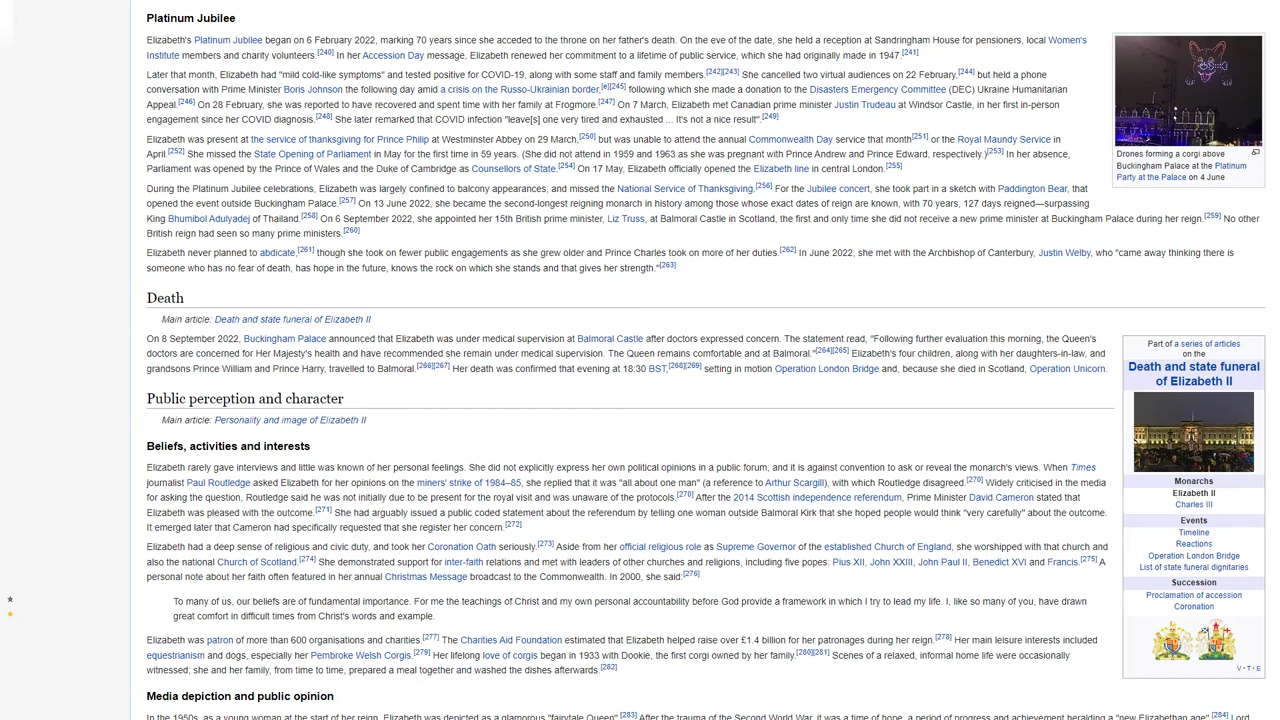 Platinum Jubilee
Elizabeth's Platinum Jubilee began on 6 February 2022, marking 70 years since she acceded to the throne on her father's death. On the eve of the date, she held a reception at Sandringham House for pensioners, local Women's
Institute members and charity volunteers.[240] In her Accession Day message, Elizabeth renewed her commitment to a lifetime of public service, which she had originally made in 1947.[241]
Later that month, Elizabeth had "mild cold-like symptoms" and tested positive for COVID-19, along with some staff and family members.[242][243] She cancelled two virtual audiences on 22 February,[244] but held a phone
conversation with Prime Minister Boris Johnson the following day amid a crisis on the Russo-Ukrainian border,[e][245] following which she made a donation to the Disasters Emergency Committee (DEC) Ukraine Humanitarian
Appeal.[246] On 28 February, she was reported to have recovered and spent time with her family at Frogmore.[247] On 7 March, Elizabeth met Canadian prime minister Justin Trudeau at Windsor Castle, in her first in-person
engagement since her COVID diagnosis.[248] She later remarked that COVID infection "leave[s] one very tired and exhausted ... It's not a nice result".[249]
Elizabeth was present at the service of thanksgiving for Prince Philip at Westminster Abbey on 29 March,[250] but was unable to attend the annual Commonwealth Day service that month[251] or the Royal Maundy Service in
April.[252] She missed the State Opening of Parliament in May for the first time in 59 years. (She did not attend in 1959 and 1963 as she was pregnant with Prince Andrew and Prince Edward, respectively.)[253] In her absence,
Parliament was opened by the Prince of Wales and the Duke of Cambridge as Counsellors of State.[254] On 17 May, Elizabeth officially opened the Elizabeth line in central London.[255]
During the Platinum Jubilee celebrations, Elizabeth was largely confined to balcony appearances, and missed the National Service of Thanksgiving.[256] For the Jubilee concert, she took part in a sketch with Paddington Bear, that
opened the event outside Buckingham Palace.[257] On 13 June 2022, she became the second-longest reigning monarch in history among those whose exact dates of reign are known, with 70 years, 127 days reigned—surpassing
King Bhumibol Adulyadej of Thailand.[258] On 6 September 2022, she appointed her 15th British prime minister, Liz Truss, at Balmoral Castle in Scotland, the first and only time she did not receive a new prime minister at Buckingham Palace during her reign.[259] No other
British reign had seen so many prime ministers.[260]
Elizabeth never planned to abdicate,[261] though she took on fewer public engagements as she grew older and Prince Charles took on more of her duties.[262] In June 2022, she met with the Archbishop of Canterbury, Justin Welby, who "came away thinking there is
someone who has no fear of death, has hope in the future, knows the rock on which she stands and that gives her strength."[263]
Drones forming a corgi above
Buckingham Palace at the Platinum
Party at the Palace on 4 June
Death
Main article: Death and state funeral of Elizabeth II
On 8 September 2022, Buckingham Palace announced that Elizabeth was under medical supervision at Balmoral Castle after doctors expressed concern. The statement read, "Following further evaluation this morning, the Queen's
doctors are concerned for Her Majesty's health and have recommended she remain under medical supervision. The Queen remains comfortable and at Balmoral."[264][265] Elizabeth's four children, along with her daughters-in-law, and
grandsons Prince William and Prince Harry, travelled to Balmoral.[266][267] Her death was confirmed that evening at 18:30 BST,[268][269] setting in motion Operation London Bridge and, because she died in Scotland, Operation Unicorn.
Public perception and character
Main article: Personality and image of Elizabeth II
Beliefs, activities and interests
Elizabeth rarely gave interviews and little was known of her personal feelings. She did not explicitly express her own political opinions in a public forum, and it is against convention to ask or reveal the monarch's views. When Times
journalist Paul Routledge asked Elizabeth for her opinions on the miners' strike of 1984–85, she replied that it was "all about one man" (a reference to Arthur Scargill), with which Routledge disagreed.[270] Widely criticised in the media
for asking the question, Routledge said he was not initially due to be present for the royal visit and was unaware of the protocols.[270] After the 2014 Scottish independence referendum, Prime Minister David Cameron stated that
Elizabeth was pleased with the outcome.[271] She had arguably issued a public coded statement about the referendum by telling one woman outside Balmoral Kirk that she hoped people would think "very carefully" about the outcome.
It emerged later that Cameron had specifically requested that she register her concern.[272]
Elizabeth had a deep sense of religious and civic duty, and took her Coronation Oath seriously.[273] Aside from her official religious role as Supreme Governor of the established Church of England, she worshipped with that church and
also the national Church of Scotland.[274] She demonstrated support for inter-faith relations and met with leaders of other churches and religions, including five popes: Pius XII, John XXIII, John Paul II, Benedict XVI and Francis.[275] A
personal note about her faith often featured in her annual Christmas Message broadcast to the Commonwealth. In 2000, she said:[276]
To many of us, our beliefs are of fundamental importance. For me the teachings of Christ and my own personal accountability before God provide a framework in which I try to lead my life. I, like so many of you, have drawn
great comfort in difficult times from Christ's words and example.
Elizabeth was patron of more than 600 organisations and charities.[277] The Charities Aid Foundation estimated that Elizabeth helped raise over £1.4 billion for her patronages during her reign.[278] Her main leisure interests included
equestrianism and dogs, especially her Pembroke Welsh Corgis.[279] Her lifelong love of corgis began in 1933 with Dookie, the first corgi owned by her family.[280][281] Scenes of a relaxed, informal home life were occasionally
witnessed; she and her family, from time to time, prepared a meal together and washed the dishes afterwards.[282]
Media depiction and public opinion
In the 1950s, as a young woman at the start of her reign, Elizabeth was depicted as a glamorous "fairytale Queen".[283] After the trauma of the Second World War, it was a time of hope, a period of progress and achievement heralding a "new Elizabethan age".[284] Lord
Part of a series of articles
on the
Death and state funeral
of Elizabeth II
Monarchs
Elizabeth II
Charles III
Events
Timeline
Reactions
Operation London Bridge
List of state funeral dignitaries
Succession
Proclamation of accession
Coronation
V · T · E